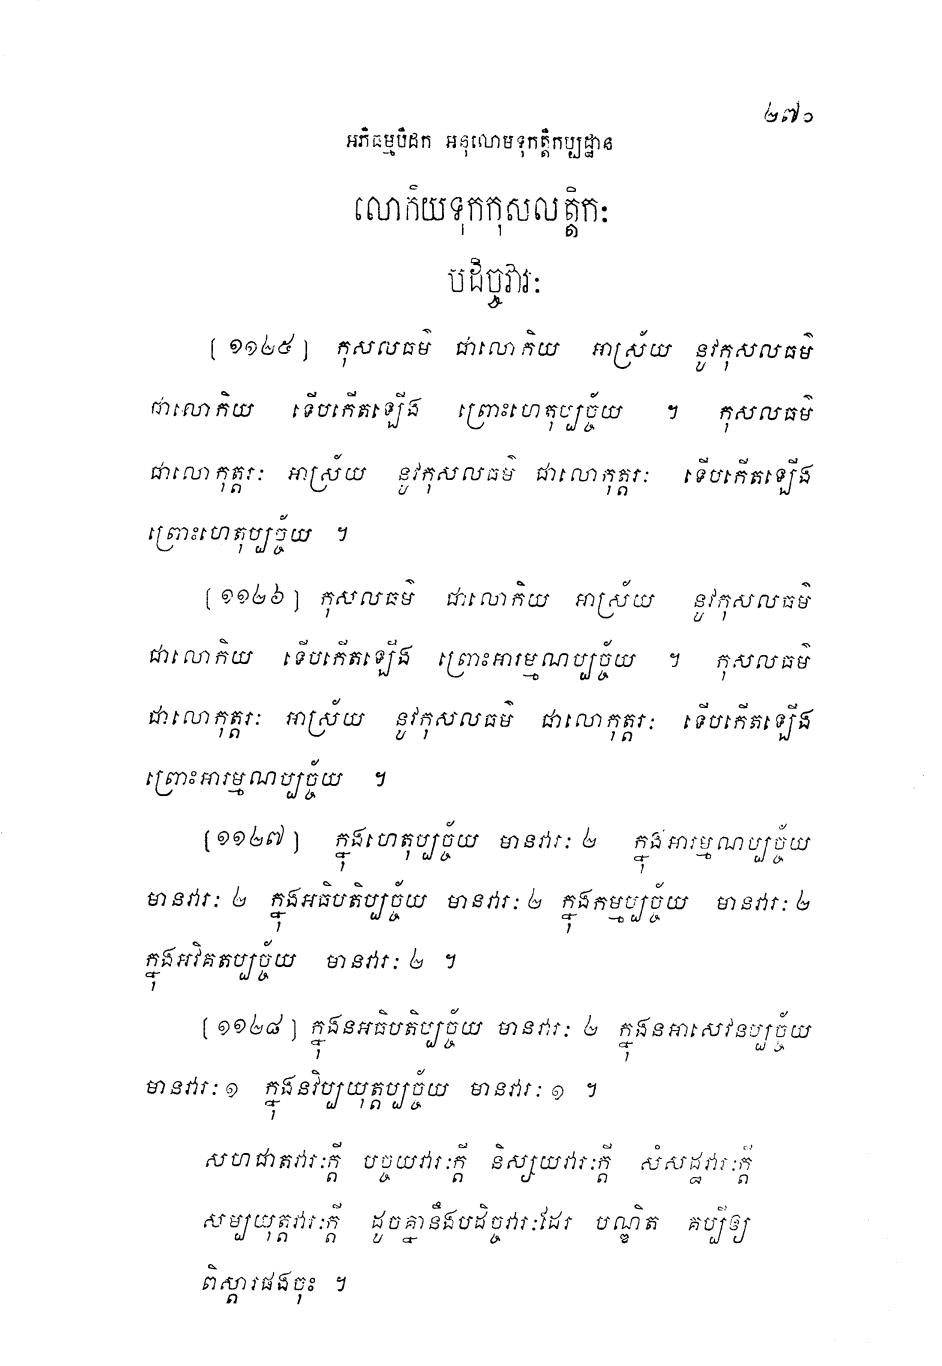 ២៧១
អភិធម្មបិដក អនុលោមទុកត្តិកប្បដ្ឋាន
លោកិយទុកកុសលត្តិកៈ
បដិច្ចវារៈ
[១១២៥] កុសលធម៌ ជាលោកិយ អាស្រ័យ នូវកុសលធម៌
ជាលោកិយ ទើបកើតឡើង ព្រោះហេតុប្បច្ច័យ ។ កុសលធម៌
ជាលោកុត្តរៈ អាស្រ័យ នូវកុសលធម៌ ជាលោកុត្តរៈ ទើបកើតឡើង
ព្រោះហេតុប្បច្ច័យ ។
[១១២៦] កុសលធម៌ ជាលោកិយ អាស្រ័យ នូវកុសលធម៌
ជាលោកិយ ទើបកើតឡើង ព្រោះអារម្មណប្បច្ច័យ ។ កុសលធម៌
ជាលោកុត្តរៈ អាស្រ័យ នូវកុសលធម៌ ជាលោកុត្តរៈ ទើបកើតឡើង
ព្រោះអារម្មណប្បច្ច័យ ។
[១១២៧] ក្នុងហេតុប្បច្ច័យ មានវារៈ ២ ក្នុងអារម្មណប្បច្ច័យ
មានវារៈ ២ ក្នុងអធិបតិប្បច្ច័យ មានវារៈ ២ ក្នុងកម្មប្បច្ច័យ មានវារៈ ២
ក្នុងអវិគតប្បច្ច័យ មានវារៈ ២ ។
[១១២៨] ក្នុងនអធិបតិប្បច្ច័យ មានវារៈ ២ ក្នុងនអាសេវនប្បច្ច័យ
មានវារៈ ១ ក្នុងនវិប្បយុត្តប្បច្ច័យ មានវារៈ ១ ។
សហជាតវារៈក្តី បច្ចយវារៈក្តី និស្សយវារៈក្តី សំសដ្ឋវារៈក្តី
សម្បយុត្តវារៈក្តី ដូចគ្នានឹងបដិច្ចវារៈដែរ បណ្ឌិត គប្បីឲ្យ
ពិស្តារផងចុះ ។